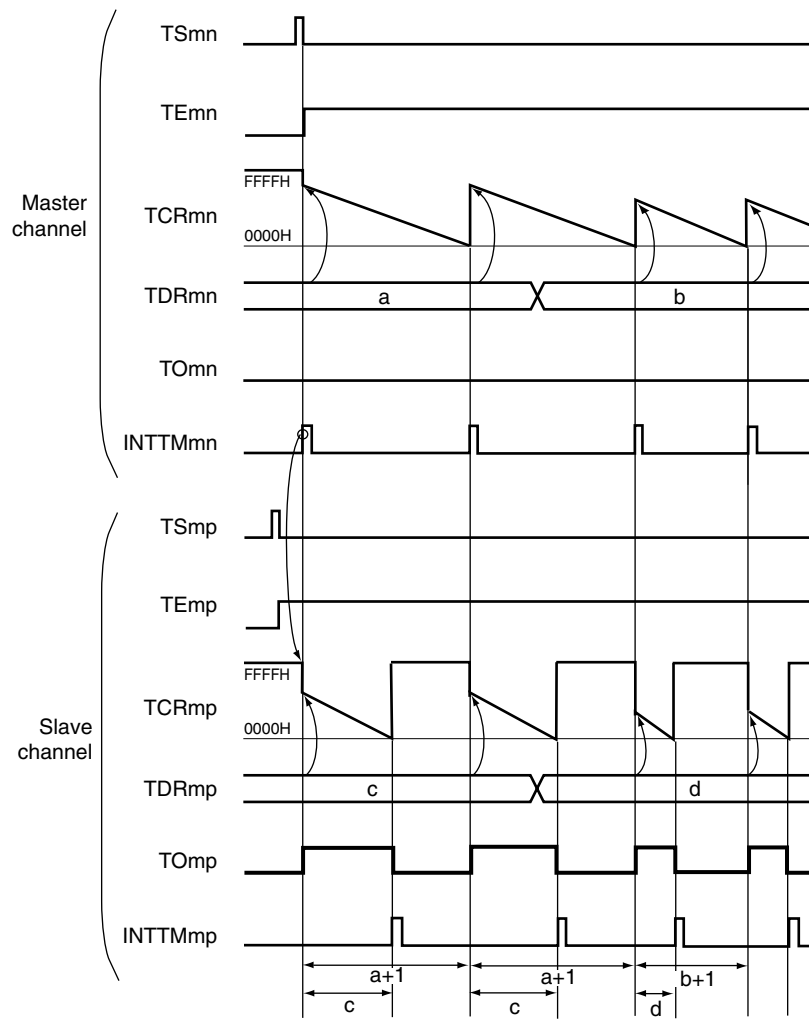 TSmn
TEmn
FFFFH
Master
channel
TCRmn
0000H
TDRmn
a
b
TOmn
INTTMmn
TSmp
TEmp
FFFFH
TCRmp
Slave
channel
0000H
TDRmp
c
d
TOmp
INTTMmp
a+1
a+1
b+1
c
c
d